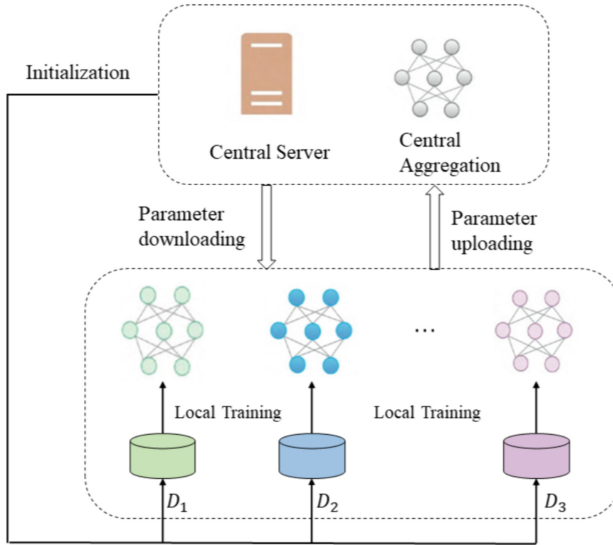 Initialization
Central Server
Central
Aggregation
Parameter
downloading
Parameter
uploading
...
Local Training
Local Training
D₁
D₂
D₃